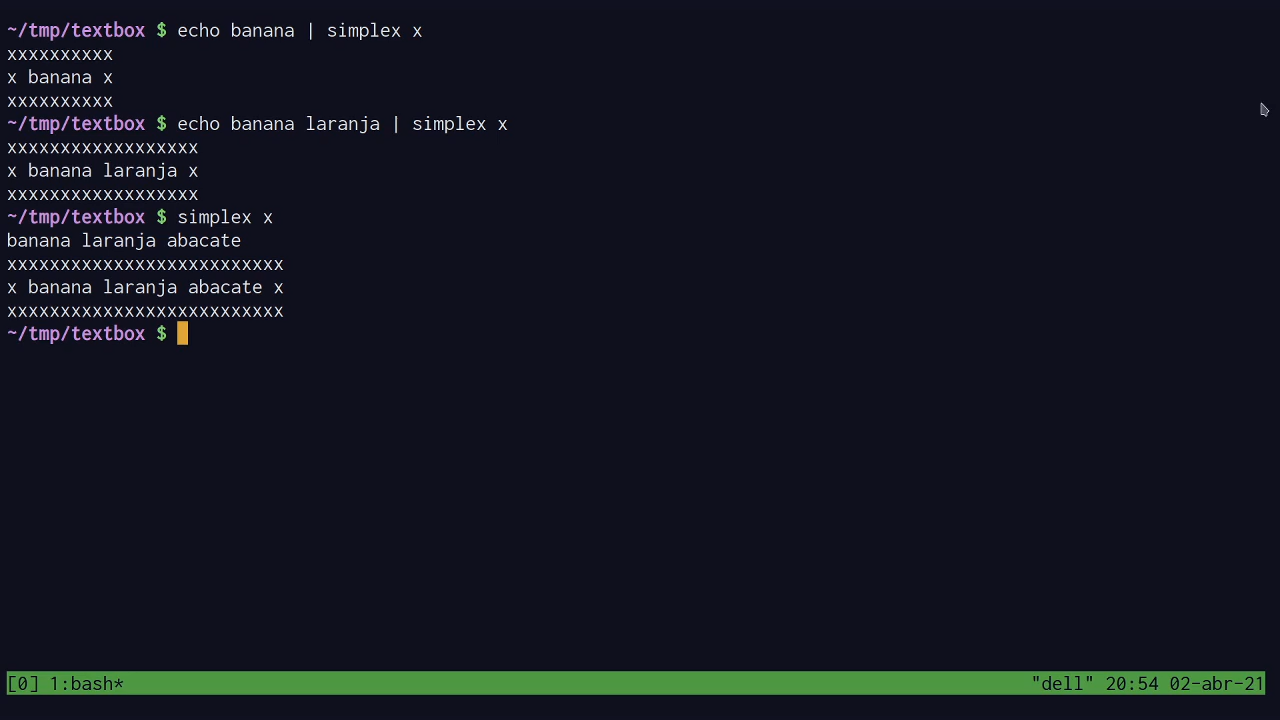 ~/tmp/textbox $ echo banana | simplex x
xxxxxxxxxx
x banana x
xxxxxxxxxx
~/tmp/textbox $ echo banana laranja | simplex x
xxxxxxxxxxxxxxxxxx
x banana laranja x
xxxxxxxxxxxxxxxxxx
~/tmp/textbox $ simplex x
banana laranja abacate
xxxxxxxxxxxxxxxxxxxxxxxxxx
x banana laranja abacate x
xxxxxxxxxxxxxxxxxxxxxxxxxx
~/tmp/textbox $
[0] 1:bash* "dell" 20:54 02-abr-21